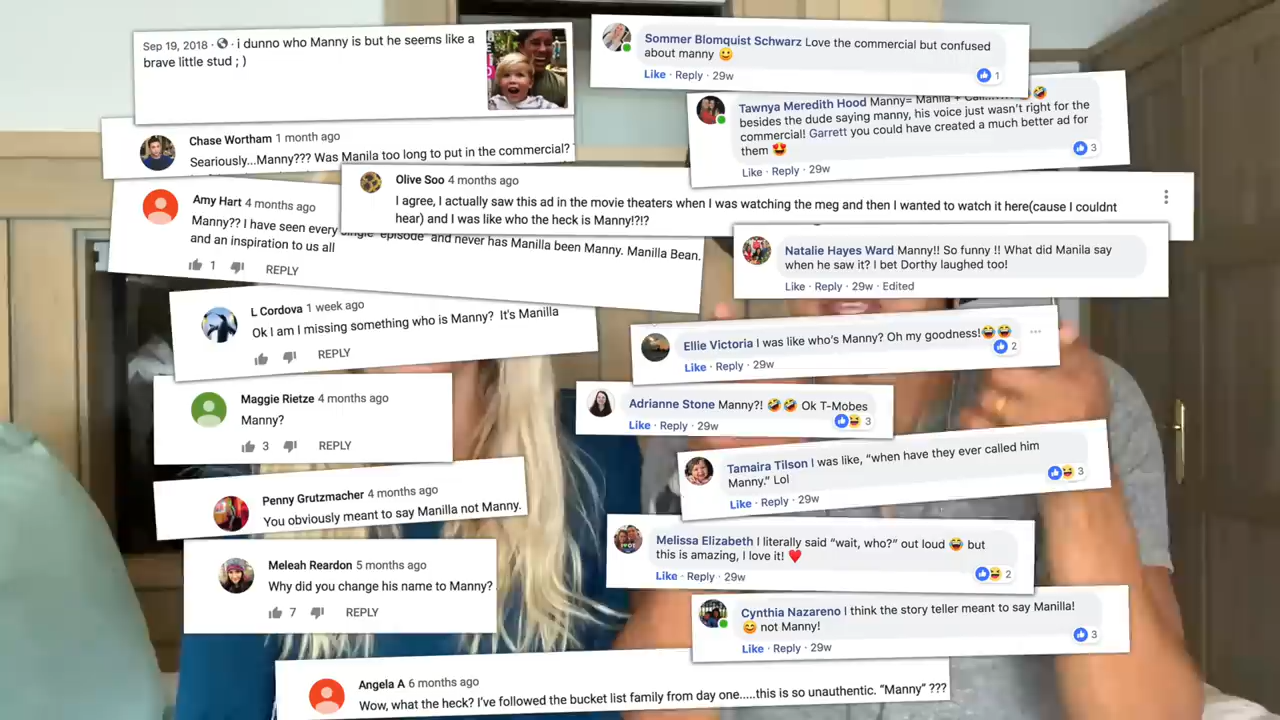 Sep 19, 2018 · i dunno who Manny is but he seems like a
brave little stud ; )
Chase Wortham 1 month ago
Seariously...Manny??? Was Manila too long to put in the commercial?
Amy Hart 4 months ago
Manny?? I have seen every single "episode" and never has Manilla been Manny. Manilla Bean.
and an inspiration to us all
1 REPLY
Olive Soo 4 months ago
I agree, I actually saw this ad in the movie theaters when I was watching the meg and then I wanted to watch it here(cause I couldnt
hear) and I was like who the heck is Manny!?!?
L Cordova 1 week ago
Ok I am I missing something who is Manny? It's Manilla
REPLY
Maggie Rietze 4 months ago
Manny?
3 REPLY
Penny Grutzmacher 4 months ago
You obviously meant to say Manilla not Manny.
Meleah Reardon 5 months ago
Why did you change his name to Manny?
7 REPLY
Angela A 6 months ago
Wow, what the heck? I've followed the bucket list family from day one.....this is so unauthentic. "Manny" ???
Sommer Blomquist Schwarz Love the commercial but confused
about manny 😀
Like · Reply · 29w 1
Tawnya Meredith Hood Manny= Manila + 🤣
besides the dude saying manny, his voice just wasn't right for the
commercial! Garrett you could have created a much better ad for
them 😍
3
Like · Reply · 29w
Natalie Hayes Ward Manny!! So funny !! What did Manila say
when he saw it? I bet Dorthy laughed too!
Like · Reply · 29w · Edited
Ellie Victoria I was like who's Manny? Oh my goodness!😂😂
2
Like · Reply · 29w
Adrianne Stone Manny?! 🤣🤣 Ok T-Mobes
3
Like · Reply · 29w
Tamaira Tilson I was like, "when have they ever called him
Manny." Lol
3
Like · Reply · 29w
Melissa Elizabeth I literally said "wait, who?" out loud 😂 but
this is amazing, I love it! ♥
Like · Reply · 29w 2
Cynthia Nazareno I think the story teller meant to say Manilla!
😊 not Manny!
3
Like · Reply · 29w